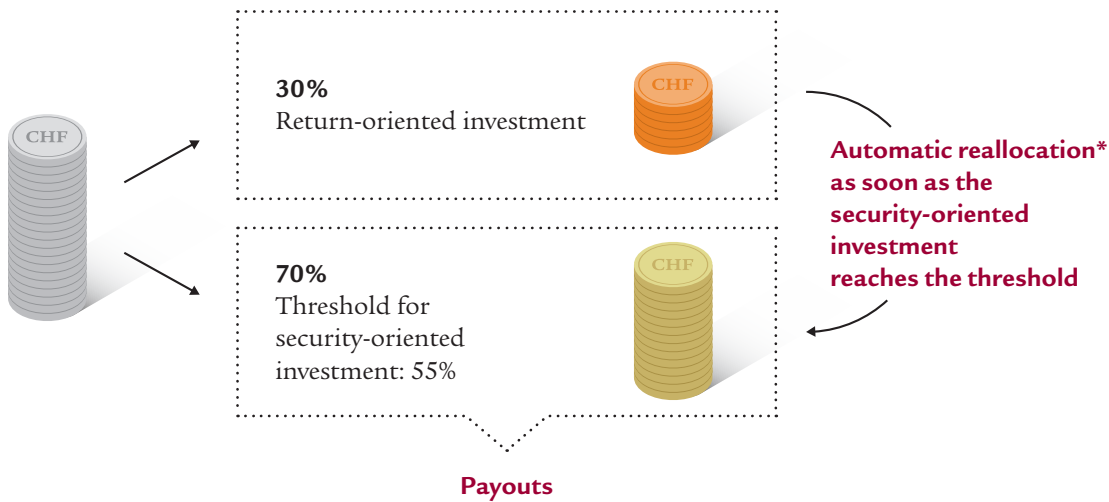 CHF
30%
Return-oriented investment
CHF
Automatic reallocation*
as soon as the
security-oriented
investment
reaches the threshold
70%
Threshold for
security-oriented
investment: 55%
CHF
Payouts